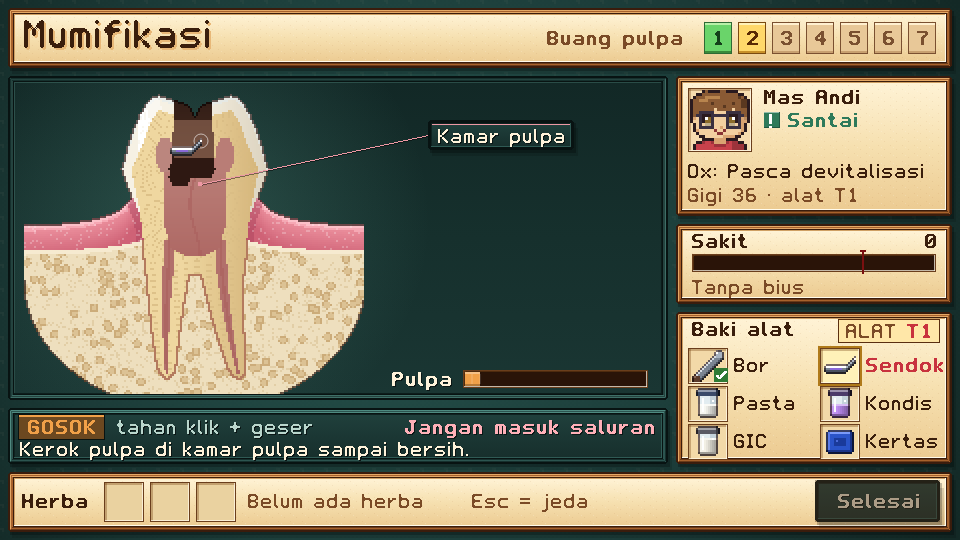 Mumifikasi
Buang pulpa 1 2 3 4 5 6 7
Kamar pulpa
Pulpa
Mas Andi
Santai
Dx: Pasca devitalisasi
Gigi 36 · alat T1
Sakit 0
Tanpa bius
Baki alat ALAT T1
Bor Sendok
Pasta Kondis
GIC Kertas
GOSOK tahan klik + geser Jangan masuk saluran
Kerok pulpa di kamar pulpa sampai bersih.
Herba Belum ada herba Esc = jeda Selesai